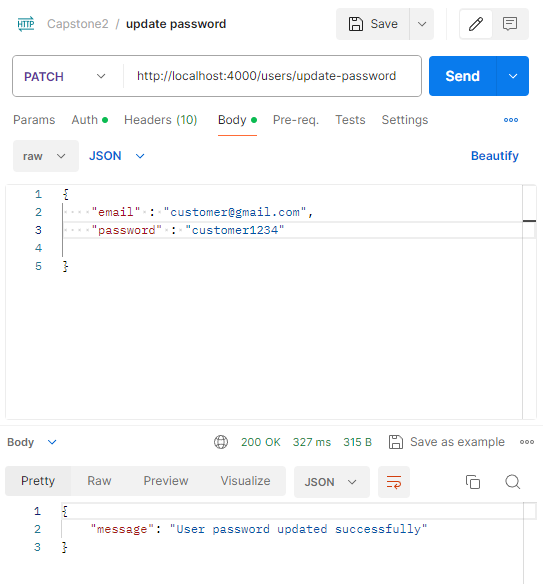 HTTP Capstone2 / update password Save
PATCH http://localhost:4000/users/update-password Send
Params Auth Headers (10) Body Pre-req. Tests Settings
raw JSON Beautify
1 {
2 "email" : "customer@gmail.com",
3 "password" : "customer1234"
4
5 }
Body 200 OK 327 ms 315 B Save as example
Pretty Raw Preview Visualize JSON
1 {
2 "message": "User password updated successfully"
3 }